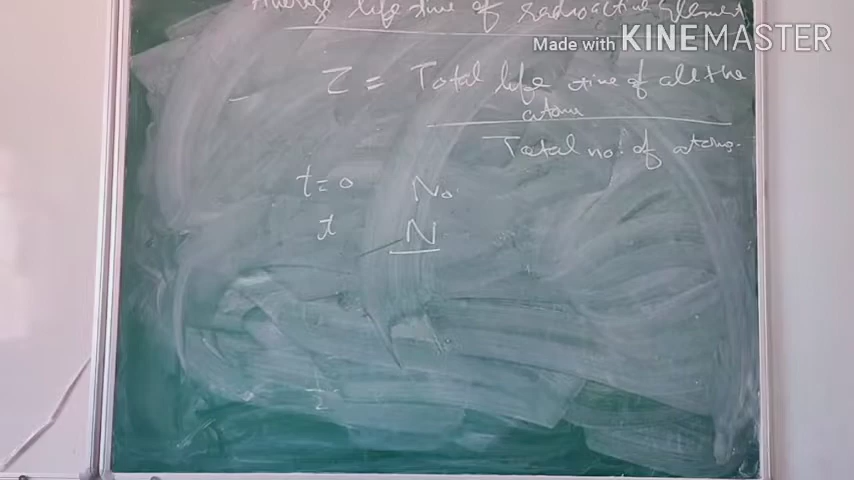 Average life time of radioactive Element
Made with KINEMASTER
τ = Total life time of all the
atoms
Total no. of atoms.
t=0 N₀
t N